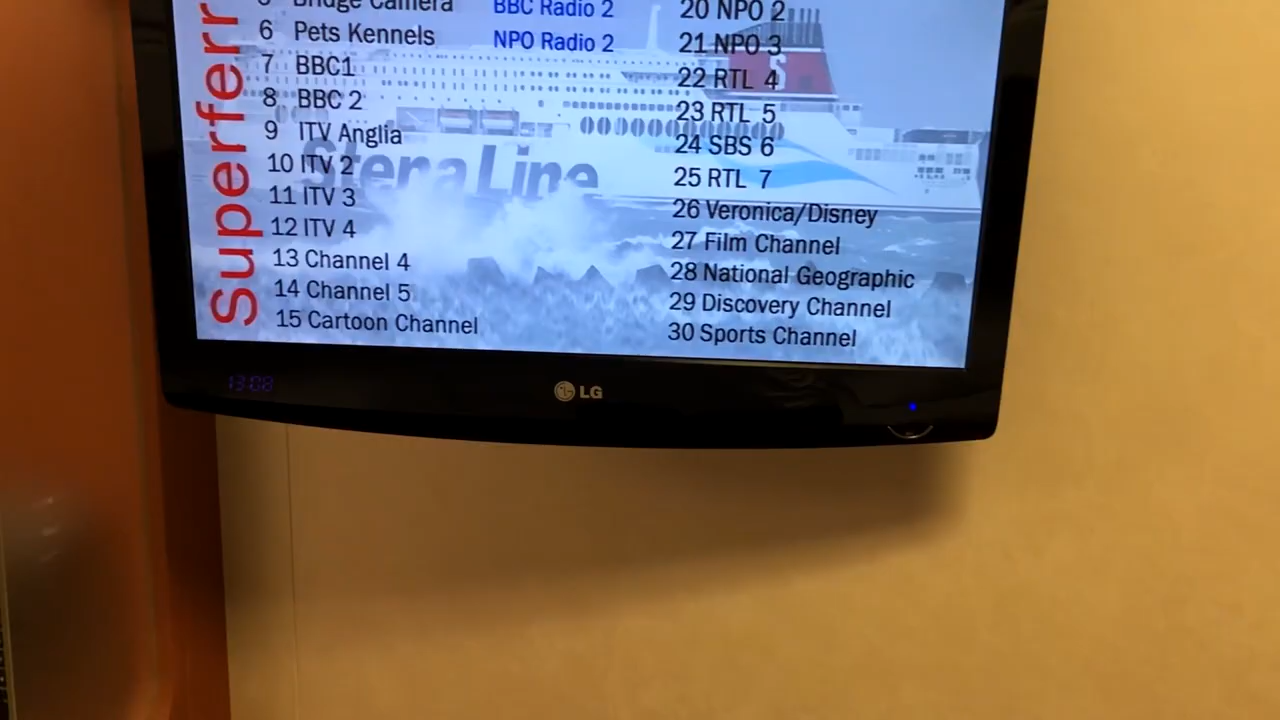 Superferr
5 Bridge Camera
6 Pets Kennels
7 BBC1
8 BBC 2
9 ITV Anglia
10 ITV 2
11 ITV 3
12 ITV 4
13 Channel 4
14 Channel 5
15 Cartoon Channel
BBC Radio 2
NPO Radio 2
20 NPO 2
21 NPO 3
22 RTL 4
23 RTL 5
24 SBS 6
25 RTL 7
26 Veronica/Disney
27 Film Channel
28 National Geographic
29 Discovery Channel
30 Sports Channel
S
Stena Line
13:08
LG